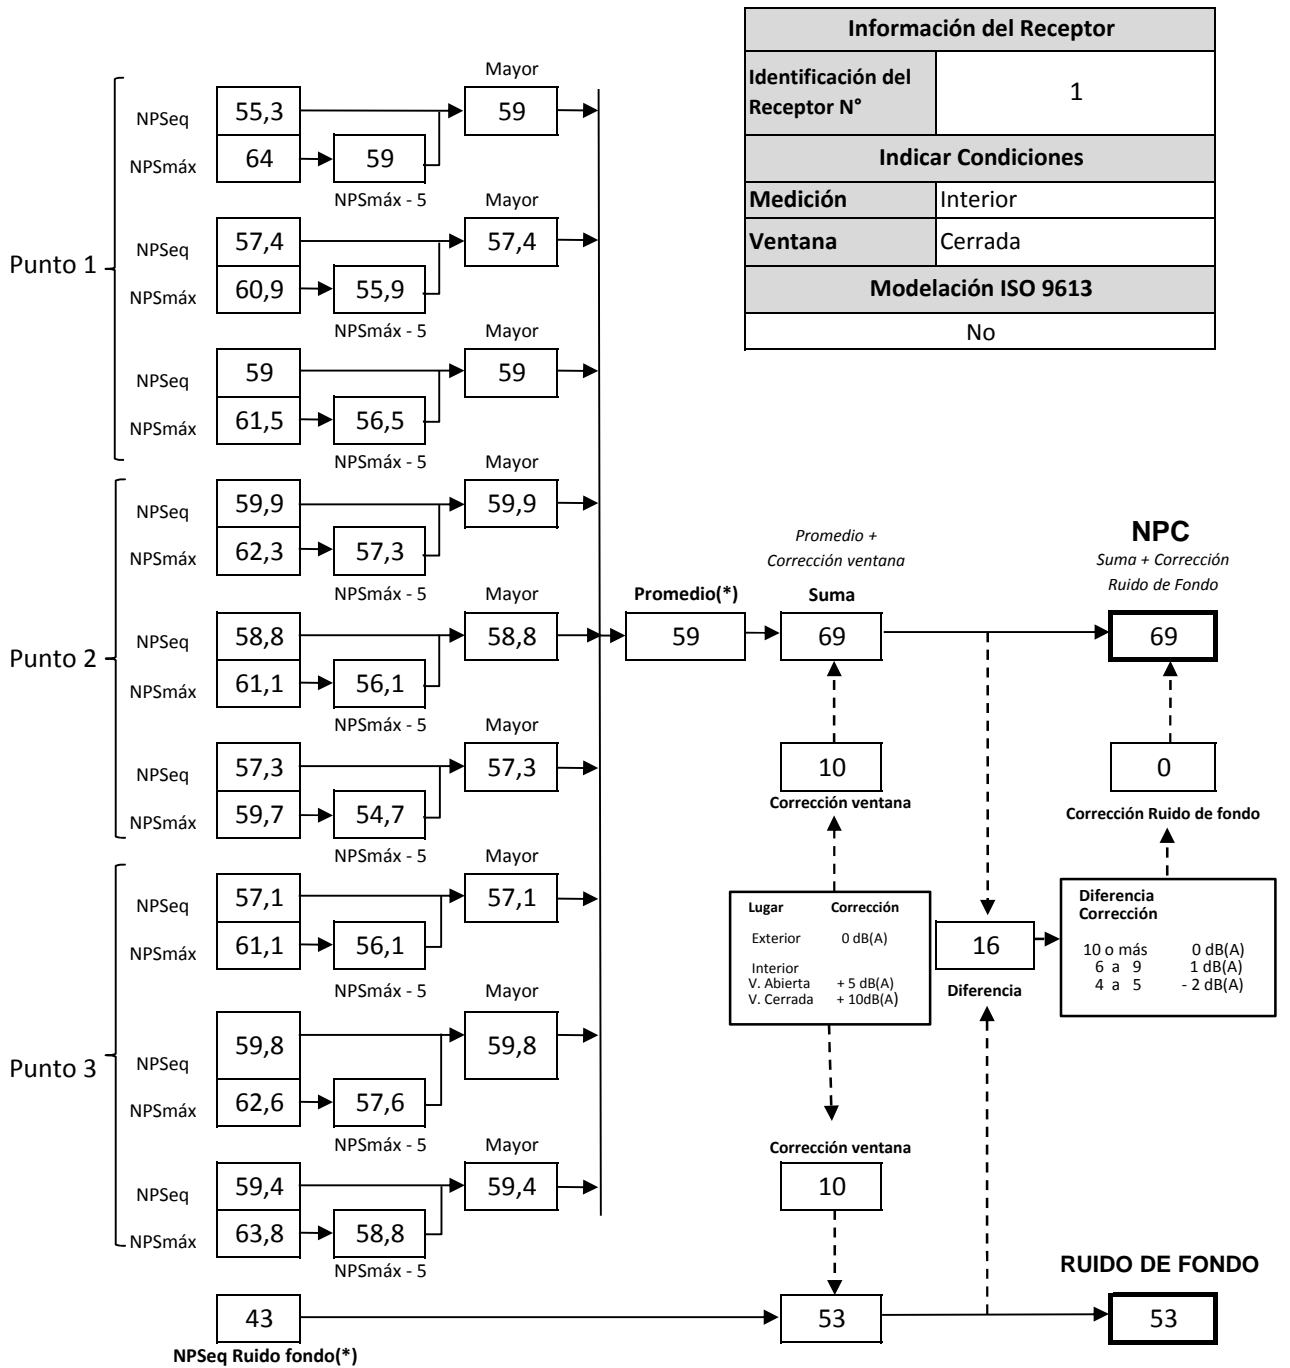 Información del Receptor
Identificación del
Receptor N°
1
Indicar Condiciones
Medición
Interior
Ventana
Cerrada
Modelación ISO 9613
No
Punto 1
Mayor
NPSeq
55,3
59
NPSmáx
64
59
NPSmáx - 5
Mayor
NPSeq
57,4
57,4
NPSmáx
60,9
55,9
NPSmáx - 5
Mayor
NPSeq
59
59
NPSmáx
61,5
56,5
NPSmáx - 5
Punto 2
Mayor
NPSeq
59,9
59,9
NPSmáx
62,3
57,3
NPSmáx - 5
Mayor
NPSeq
58,8
58,8
NPSmáx
61,1
56,1
NPSmáx - 5
Mayor
NPSeq
57,3
57,3
NPSmáx
59,7
54,7
NPSmáx - 5
Punto 3
Mayor
NPSeq
57,1
57,1
NPSmáx
61,1
56,1
NPSmáx - 5
Mayor
NPSeq
59,8
59,8
NPSmáx
62,6
57,6
NPSmáx - 5
Mayor
NPSeq
59,4
59,4
NPSmáx
63,8
58,8
NPSmáx - 5
43
NPSeq Ruido fondo(*)
Promedio(*)
59
Promedio +
Corrección ventana
Suma
69
10
Corrección ventana
Lugar Corrección
Exterior 0 dB(A)
Interior
V. Abierta + 5 dB(A)
V. Cerrada + 10dB(A)
Corrección ventana
10
53
16
Diferencia
NPC
Suma + Corrección
Ruido de Fondo
69
0
Corrección Ruido de fondo
Diferencia
Corrección
10 o más 0 dB(A)
6 a 9 1 dB(A)
4 a 5 - 2 dB(A)
RUIDO DE FONDO
53